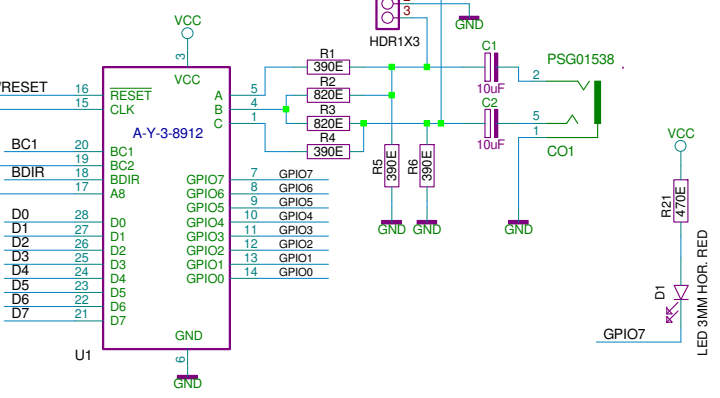 VCC
3
VCC
/RESET 16 RESET
15 CLK
A-Y-3-8912
A 5
B 4
C 1
BC1 20 BC1
19 BC2
BDIR 18 BDIR
17 A8
D0 28 D0
D1 27 D1
D2 26 D2
D3 25 D3
D4 24 D4
D5 23 D5
D6 22 D6
D7 21 D7
GPIO7 7 GPIO7
GPIO6 8 GPIO6
GPIO5 9 GPIO5
GPIO4 10 GPIO4
GPIO3 11 GPIO3
GPIO2 12 GPIO2
GPIO1 13 GPIO1
GPIO0 14 GPIO0
GND
U1
6
GND
R1
390E
R2
820E
R3
820E
R4
390E
3
HDR1X3
GND
R5
390E
GND
R6
390E
GND
C1
10uF
C2
10uF
PSG01538
2
5
1
CO1
GND
VCC
R21
470E
D1
LED 3MM HOR. RED
GPIO7